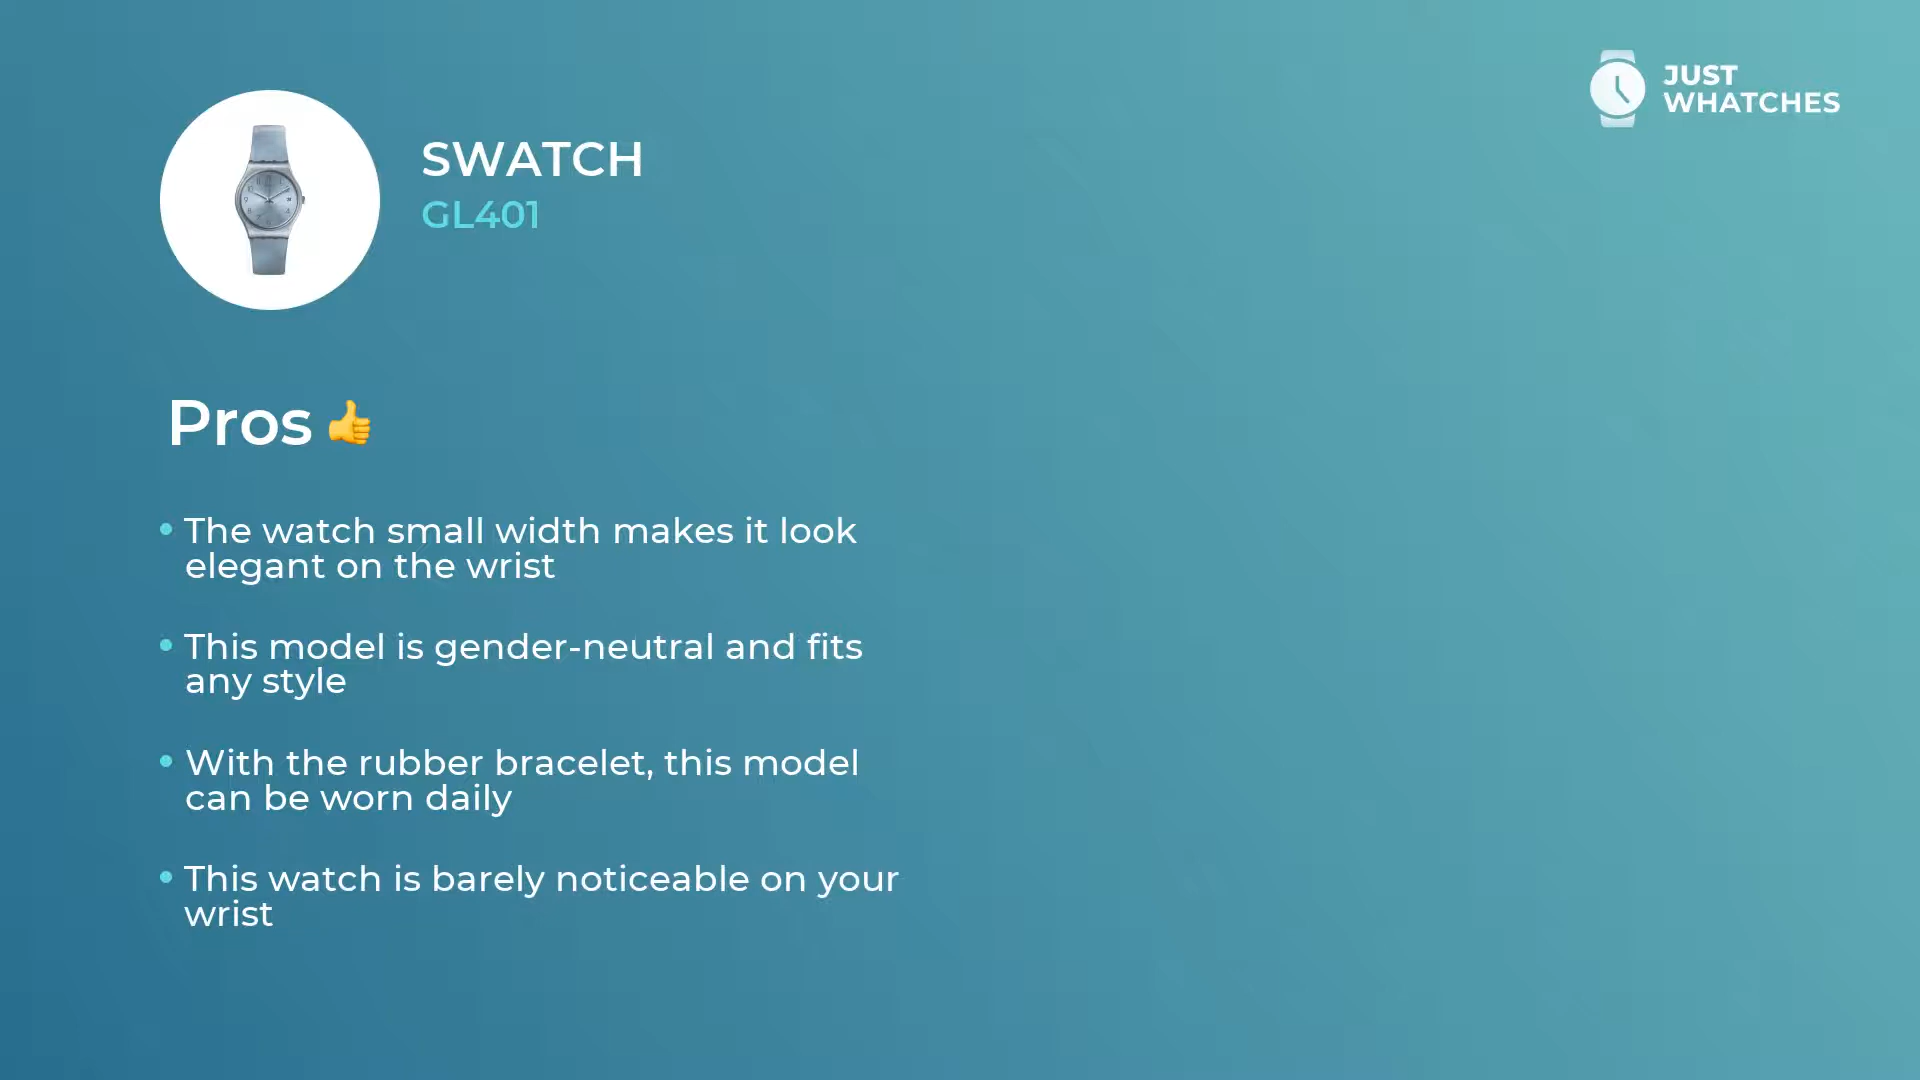 JUST
WHATCHES
SWATCH
GL401
Pros 👍
• The watch small width makes it look
elegant on the wrist
• This model is gender-neutral and fits
any style
• With the rubber bracelet, this model
can be worn daily
• This watch is barely noticeable on your
wrist